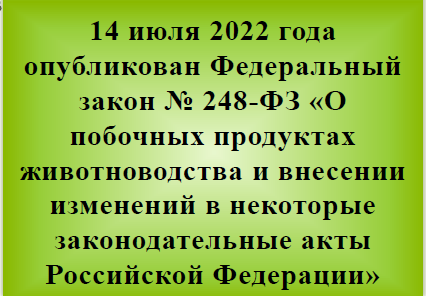 14 июля 2022 года
опубликован Федеральный
закон № 248-ФЗ «О
побочных продуктах
животноводства и внесении
изменений в некоторые
законодательные акты
Российской Федерации»